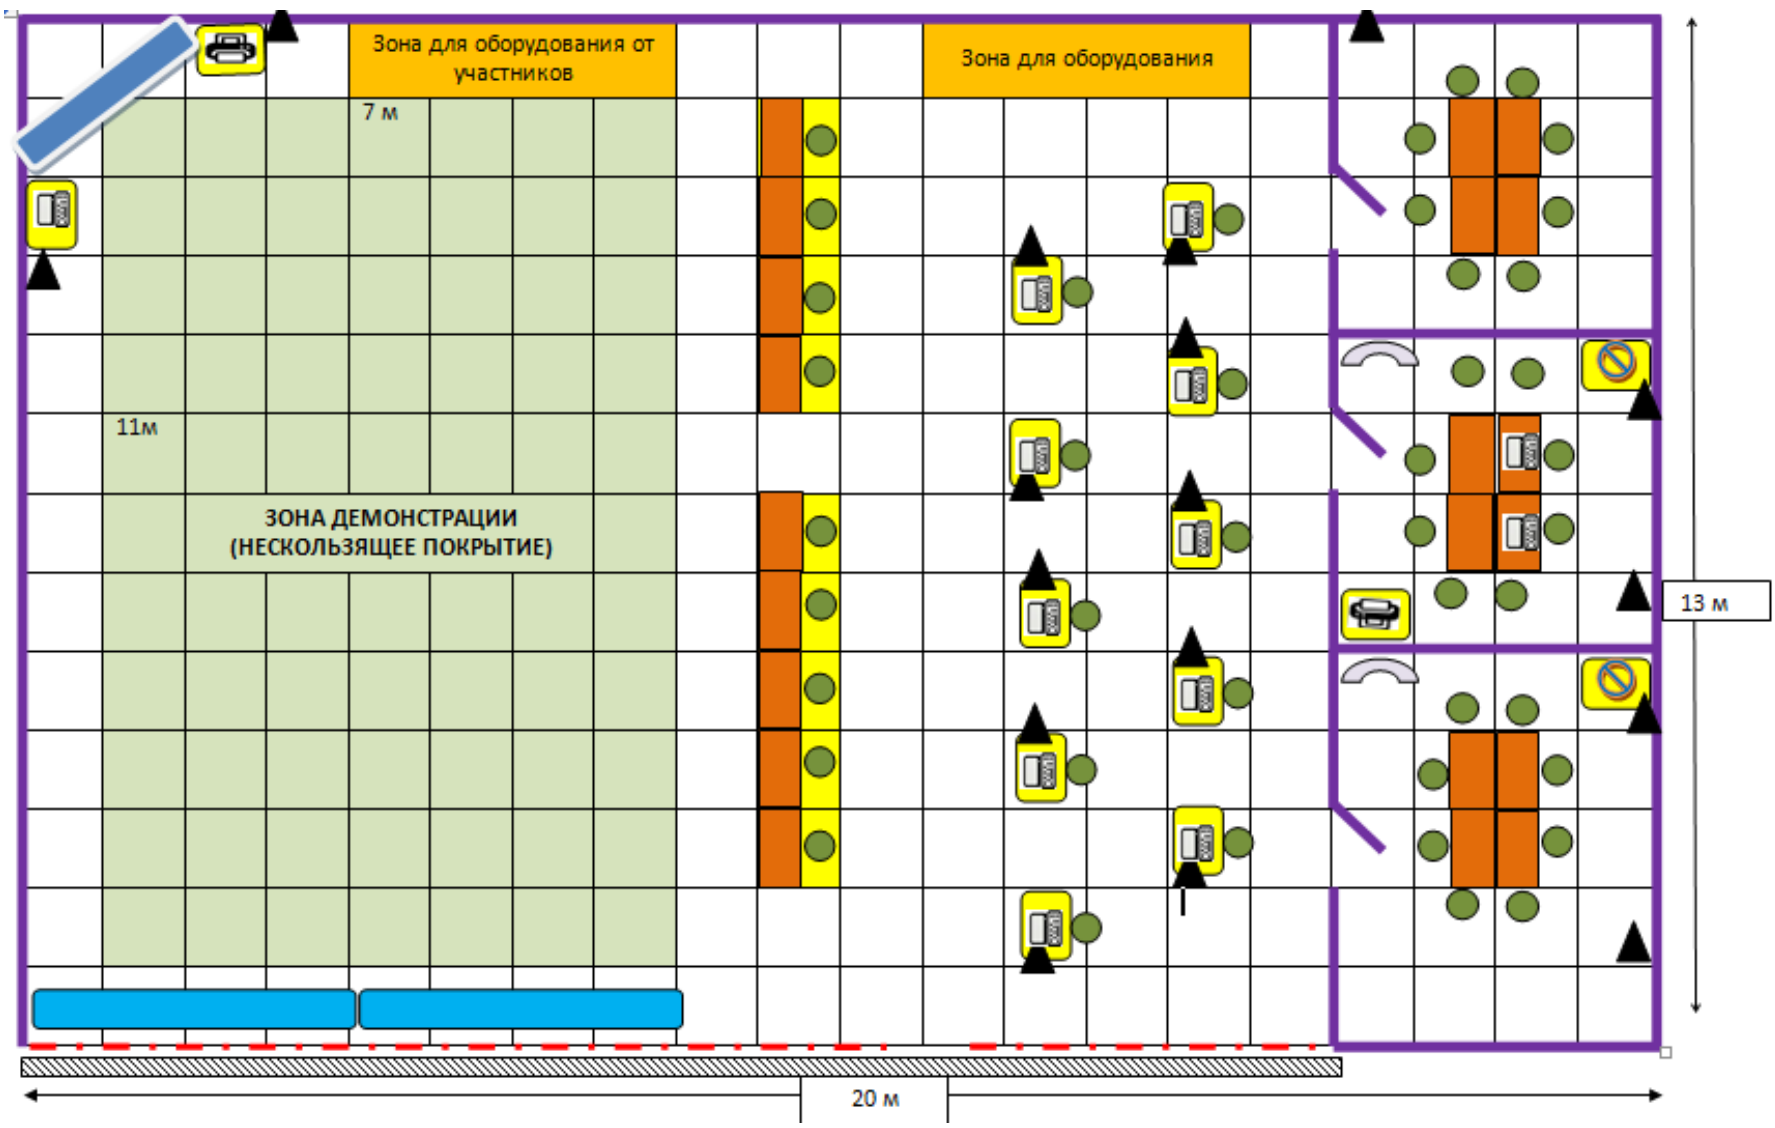 Зона для оборудования от
участников
Зона для оборудования
7 м
11м
ЗОНА ДЕМОНСТРАЦИИ
(НЕСКОЛЬЗЯЩЕЕ ПОКРЫТИЕ)
13 м
20 м